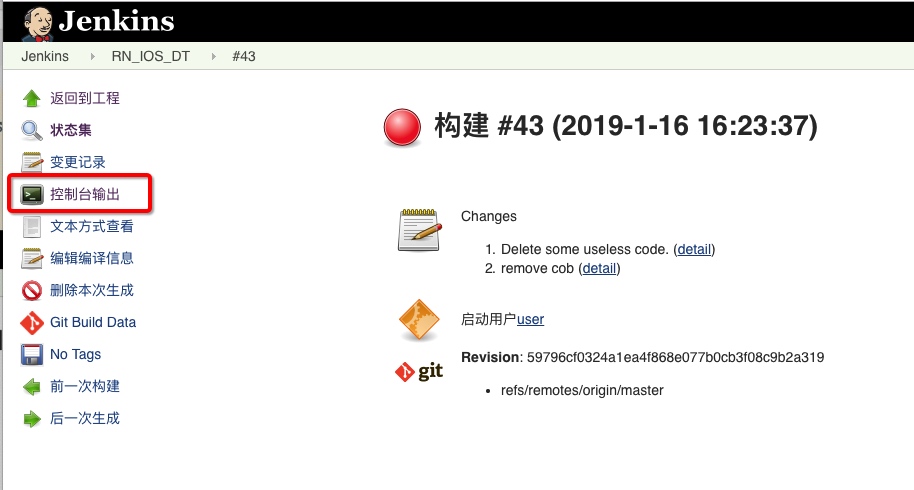 Jenkins
Jenkins RN_IOS_DT #43
返回到工程
状态集
变更记录
控制台输出
文本方式查看
编辑编译信息
删除本次生成
Git Build Data
No Tags
前一次构建
后一次生成
构建 #43 (2019-1-16 16:23:37)
Changes
1. Delete some useless code. (detail)
2. remove cob (detail)
启动用户user
git
Revision: 59796cf0324a1ea4f868e077b0cb3f08c9b2a319
• refs/remotes/origin/master